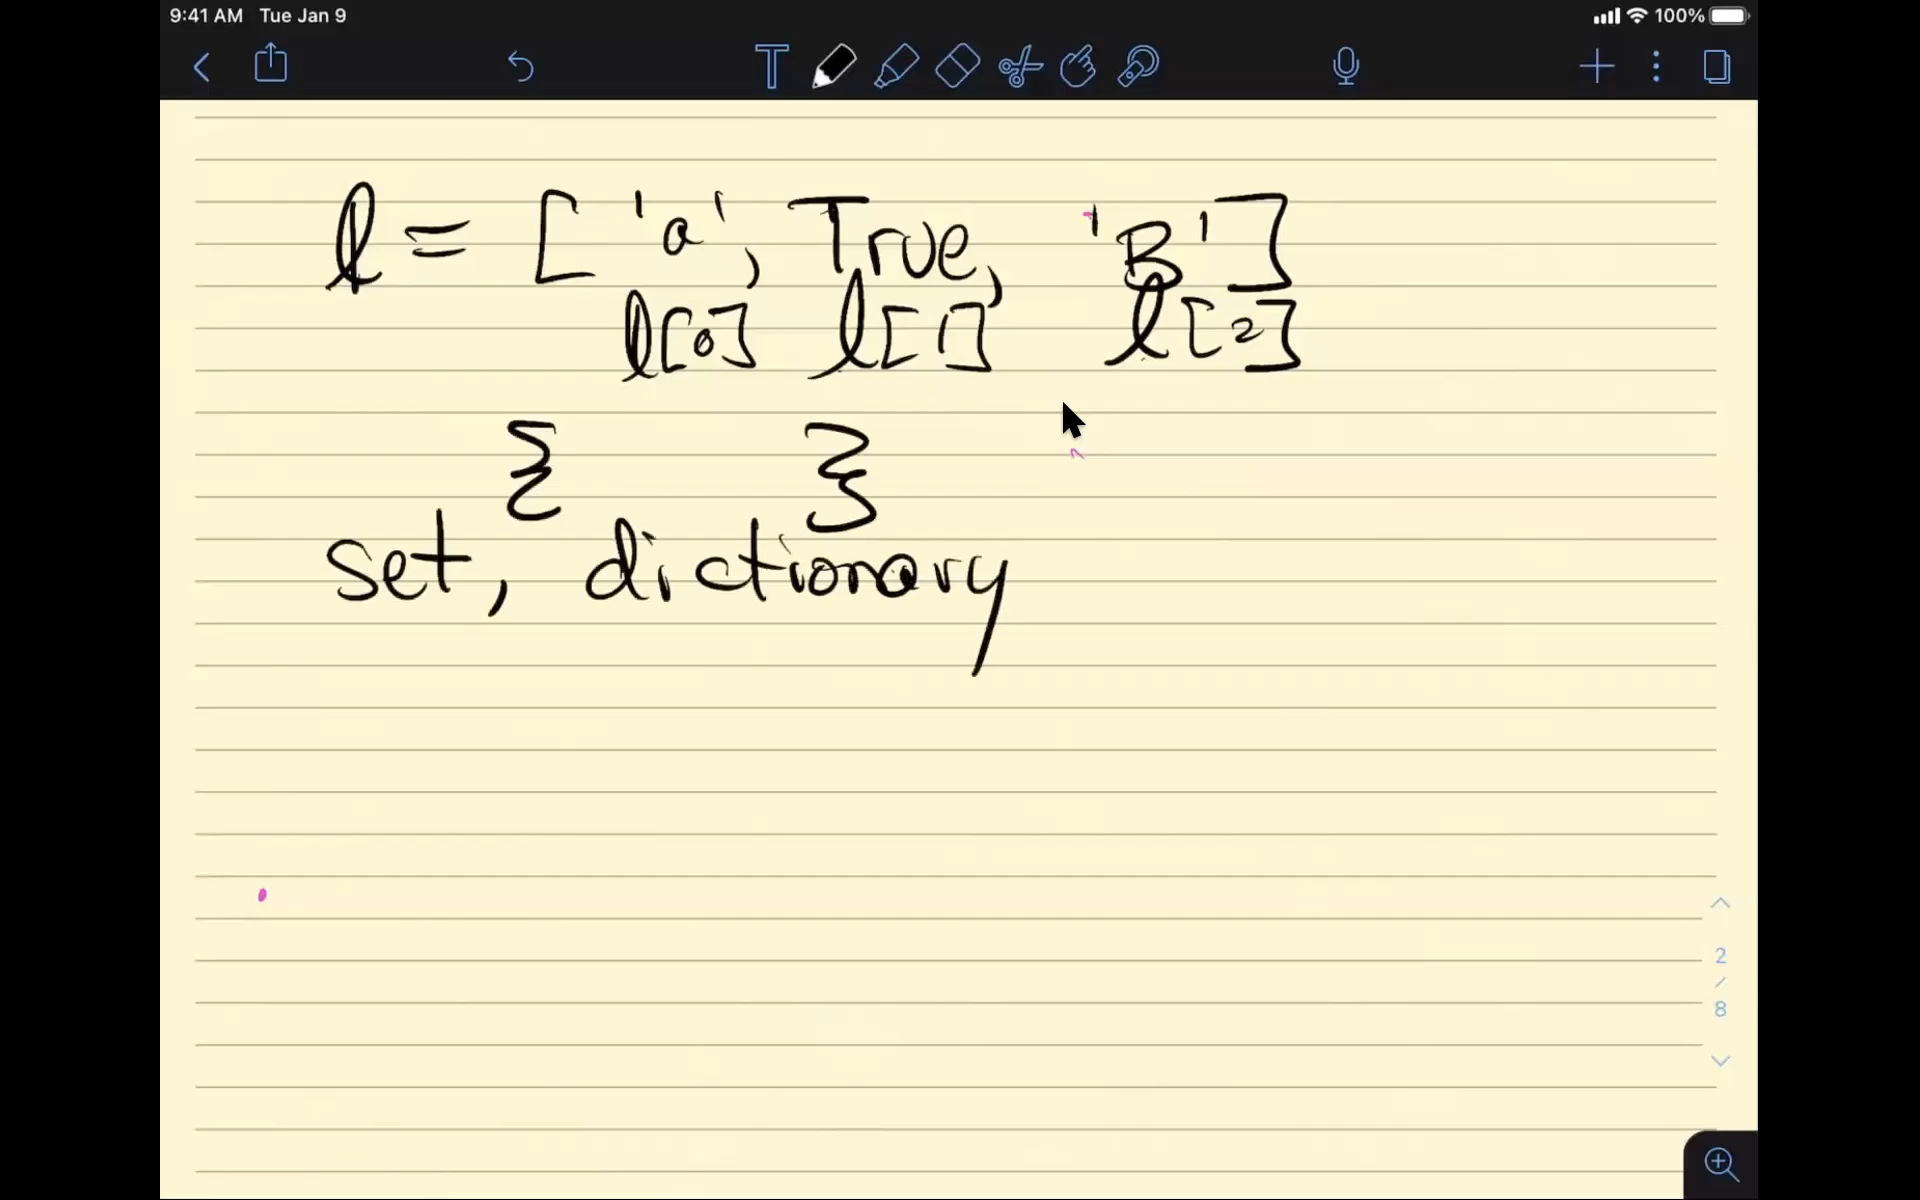 9:41 AM Tue Jan 9 100%
T
l = ['a', True, 'B']
l[0] l[1] l[2]
{ }
set, dictionary
2
/
8